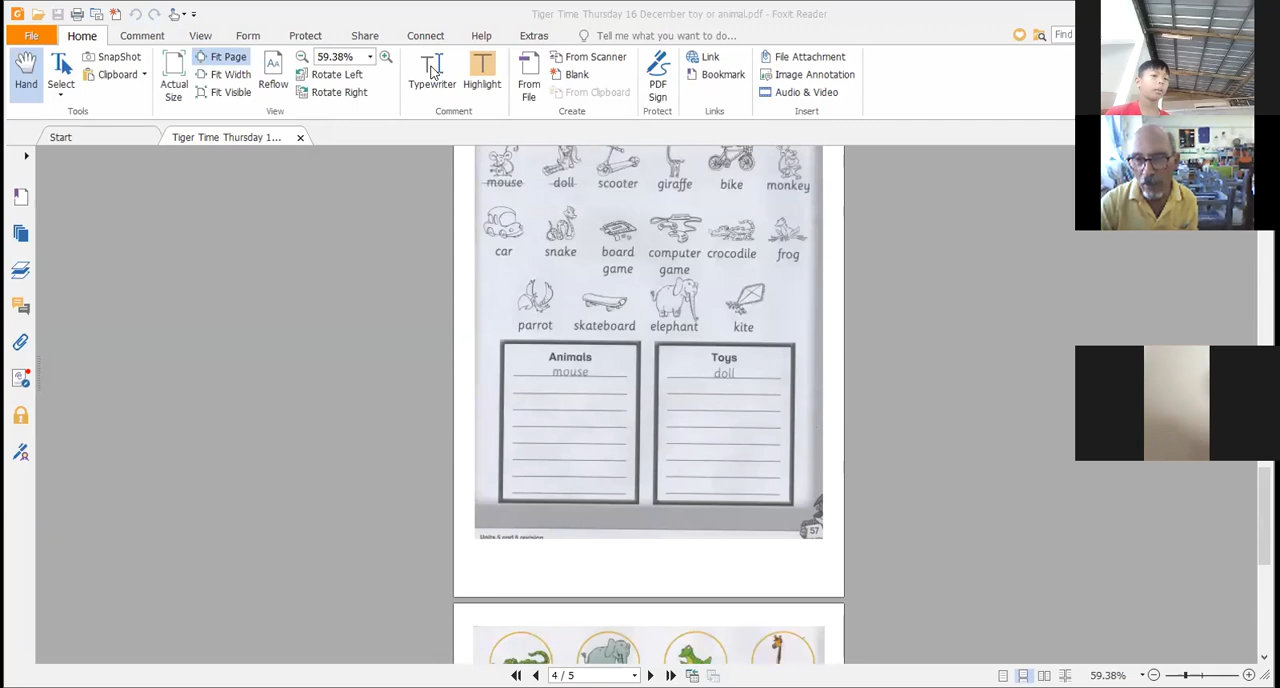 Tiger Time Thursday 16 December toy or animal.pdf - Foxit Reader
File Home Comment View Form Protect Share Connect Help Extras Tell me what you want to do... Find
Hand
Select
SnapShot
Clipboard
Tools
Actual Size
Fit Page
Fit Width
Fit Visible
Reflow
59.38%
Rotate Left
Rotate Right
View
Typewriter
Highlight
Comment
From File
From Scanner
Blank
From Clipboard
Create
PDF Sign
Protect
Link
Bookmark
Links
File Attachment
Image Annotation
Audio & Video
Insert
Start Tiger Time Thursday 1...
mouse doll scooter giraffe bike monkey
car snake board game computer game crocodile frog
parrot skateboard elephant kite
Animals
mouse
Toys
doll
57
Units 5 and 6 revision
4 / 5 59.38%